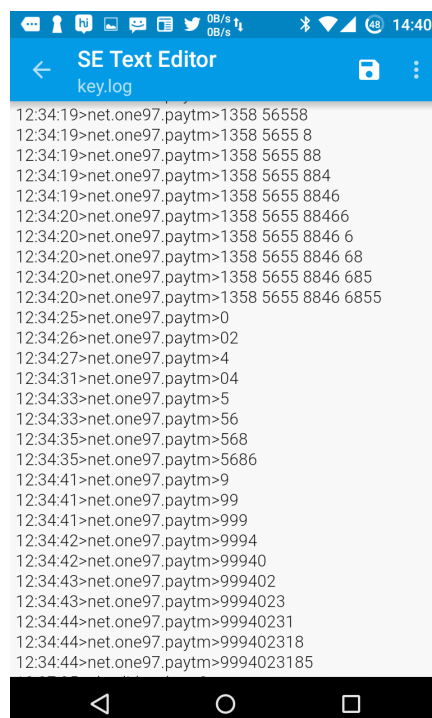 hj
0B/s
0B/s
48
14:40
SE Text Editor
key.log
12:34:19>net.one97.paytm>1358 56558
12:34:19>net.one97.paytm>1358 5655 8
12:34:19>net.one97.paytm>1358 5655 88
12:34:19>net.one97.paytm>1358 5655 884
12:34:19>net.one97.paytm>1358 5655 8846
12:34:20>net.one97.paytm>1358 5655 88466
12:34:20>net.one97.paytm>1358 5655 8846 6
12:34:20>net.one97.paytm>1358 5655 8846 68
12:34:20>net.one97.paytm>1358 5655 8846 685
12:34:20>net.one97.paytm>1358 5655 8846 6855
12:34:25>net.one97.paytm>0
12:34:26>net.one97.paytm>02
12:34:27>net.one97.paytm>4
12:34:31>net.one97.paytm>04
12:34:33>net.one97.paytm>5
12:34:33>net.one97.paytm>56
12:34:35>net.one97.paytm>568
12:34:35>net.one97.paytm>5686
12:34:41>net.one97.paytm>9
12:34:41>net.one97.paytm>99
12:34:41>net.one97.paytm>999
12:34:42>net.one97.paytm>9994
12:34:42>net.one97.paytm>99940
12:34:43>net.one97.paytm>999402
12:34:43>net.one97.paytm>9994023
12:34:44>net.one97.paytm>99940231
12:34:44>net.one97.paytm>999402318
12:34:44>net.one97.paytm>9994023185